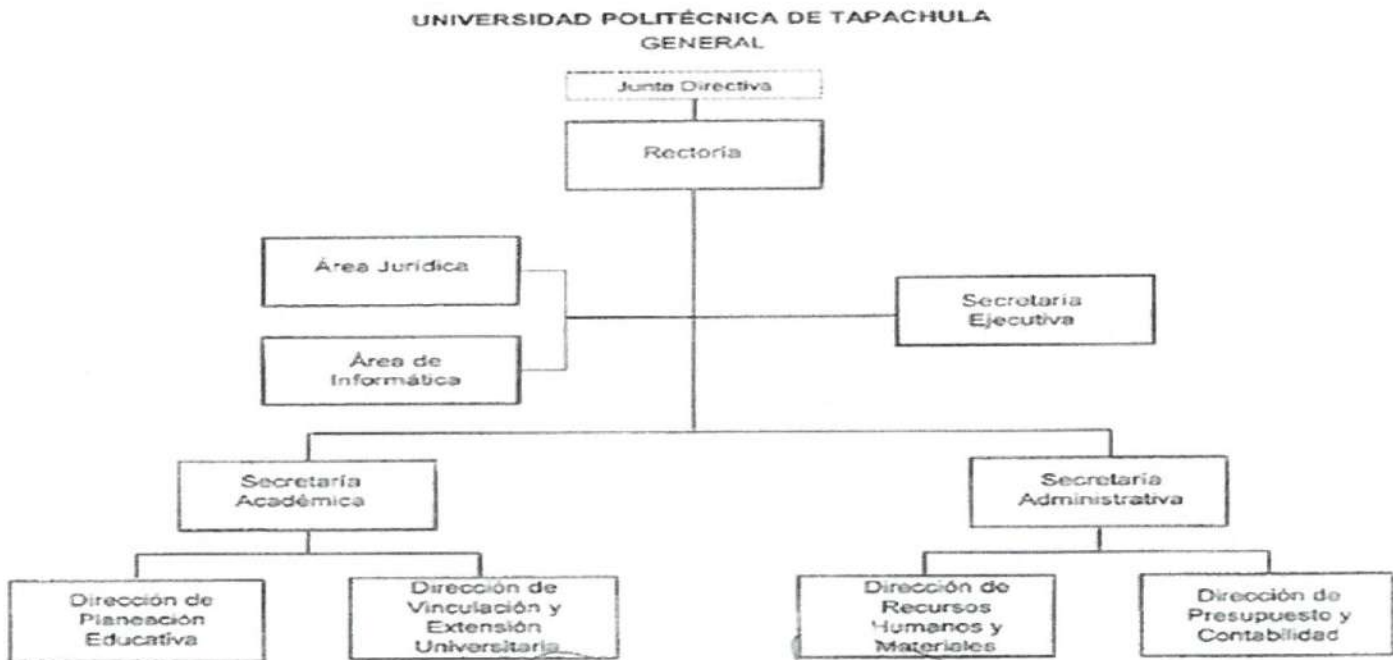 UNIVERSIDAD POLITÉCNICA DE TAPACHULA
GENERAL
Junta Directiva
Rectoría
Área Jurídica
Secretaría
Ejecutiva
Área de
Informática
Secretaría
Académica
Secretaría
Administrativa
Dirección de
Planeación
Educativa
Dirección de
Vinculación y
Extensión
Universitaria
Dirección de
Recursos
Humanos y
Materiales
Dirección de
Presupuesto y
Contabilidad